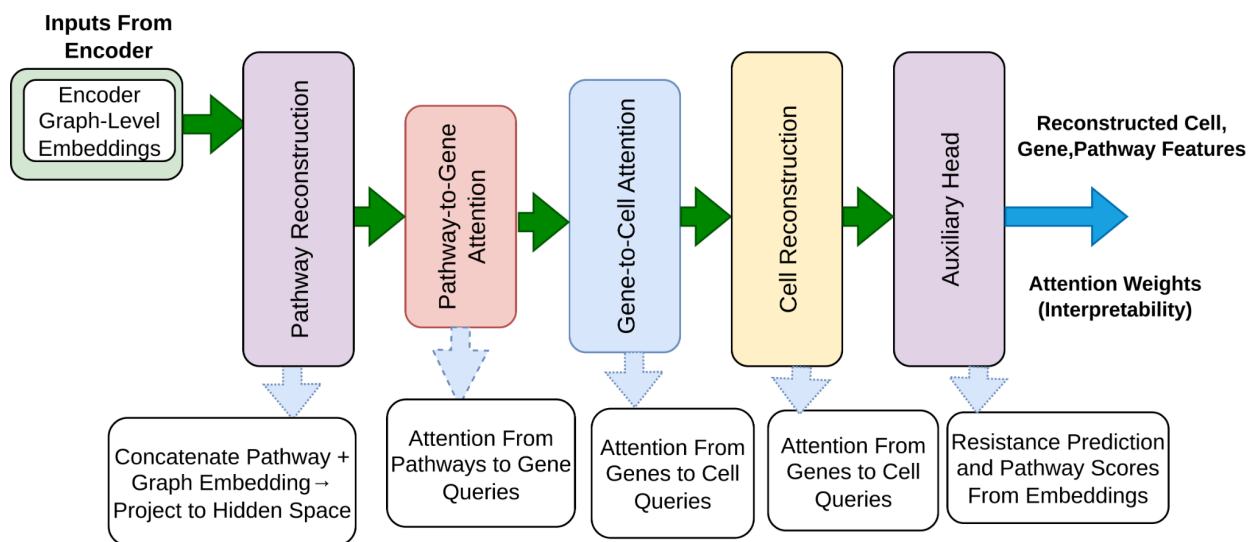 Inputs From
Encoder
Encoder
Graph-Level
Embeddings
Pathway Reconstruction
Pathway-to-Gene
Attention
Gene-to-Cell Attention
Cell Reconstruction
Auxiliary Head
Reconstructed Cell,
Gene,Pathway Features
Attention Weights
(Interpretability)
Concatenate Pathway +
Graph Embedding→
Project to Hidden Space
Attention From
Pathways to Gene
Queries
Attention From
Genes to Cell
Queries
Attention From
Genes to Cell
Queries
Resistance Prediction
and Pathway Scores
From Embeddings